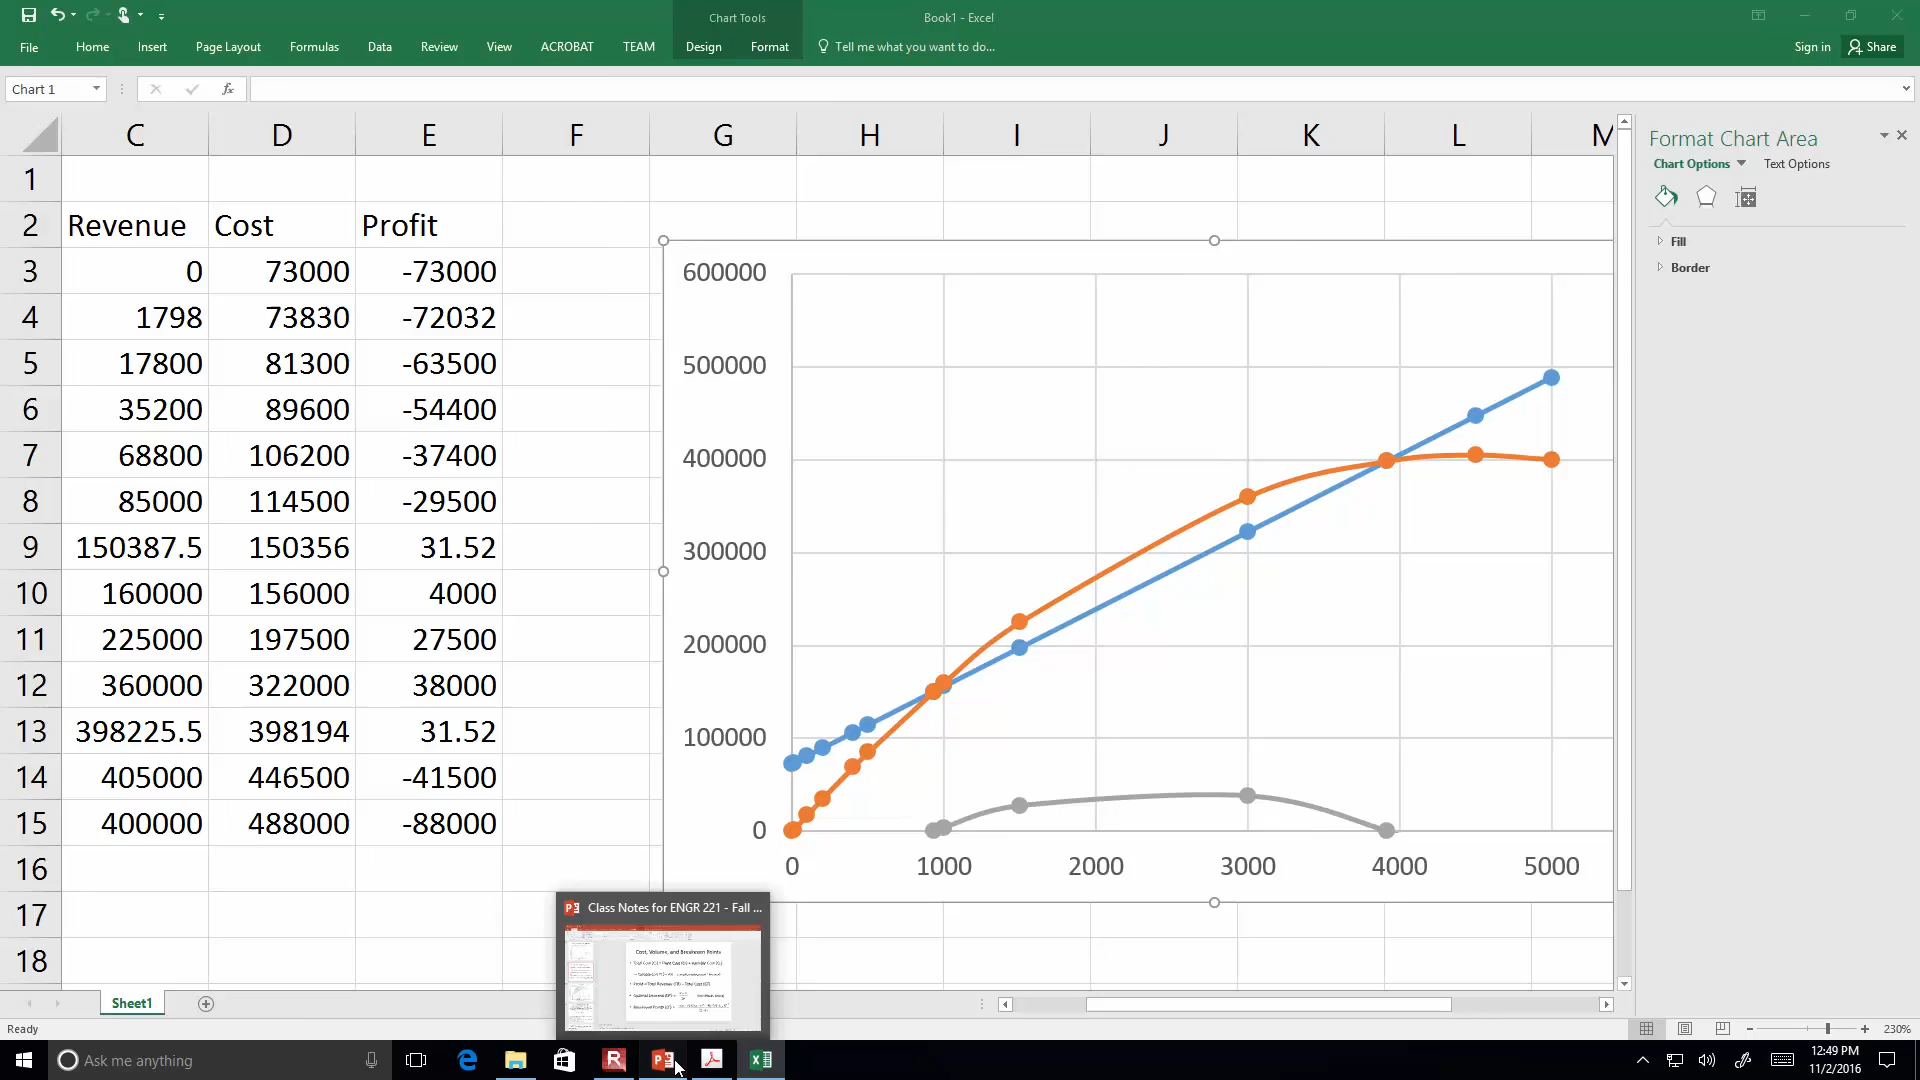 Chart Tools
Book1 - Excel
File Home Insert Page Layout Formulas Data Review View ACROBAT TEAM Design Format Tell me what you want to do... Sign in Share
Chart 1 fx
C D E F G H I J K L M
1
2 Revenue Cost Profit
3 0 73000 -73000
4 1798 73830 -72032
5 17800 81300 -63500
6 35200 89600 -54400
7 68800 106200 -37400
8 85000 114500 -29500
9 150387.5 150356 31.52
10 160000 156000 4000
11 225000 197500 27500
12 360000 322000 38000
13 398225.5 398194 31.52
14 405000 446500 -41500
15 400000 488000 -88000
16
17
18
600000
500000
400000
300000
200000
100000
0
0 1000 2000 3000 4000 5000
Format Chart Area
Chart Options Text Options
Fill
Border
Class Notes for ENGR 221 - Fall ...
Cost, Volume, and Breakeven Points
Sheet1
Ready 230%
Ask me anything
12:49 PM
11/2/2016